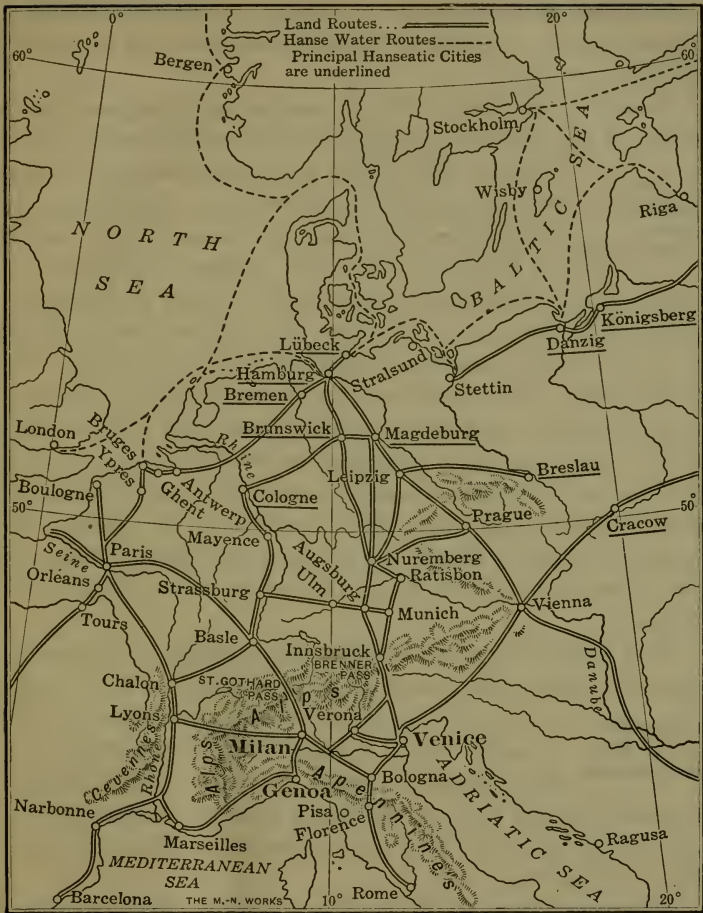 0°
20°
Land Routes....
Hanse Water Routes
Principal Hanseatic Cities
are underlined
60°
60°
Bergen
Stockholm
BALTIC SEA
Wisby
Riga
NORTH
SEA
Königsberg
Lübeck
Danzig
Stralsund
Hamburg
Stettin
Bremen
London
Bruges
Brunswick
Magdeburg
Ypres
Rhine
Leipzig
Breslau
Boulogne
Antwerp
Ghent
Cologne
50°
50°
Prague
Cracow
Mayence
Seine
Paris
Augsburg
Nuremberg
Orléans
Ulm
Ratisbon
Strassburg
Tours
Munich
Vienna
Basle
Innsbruck
BRENNER
PASS
Danube
Chalon
ST. GOTHARD
PASS
Alps
Lyons
Verona
Milan
Venice
Cevennes
Rhône
Alps
Genoa
Apennines
Bologna
ADRIATIC SEA
Narbonne
Pisa
Florence
Marseilles
Ragusa
MEDITERRANEAN
SEA
Barcelona
THE M.-N. WORKS
10°
Rome
20°